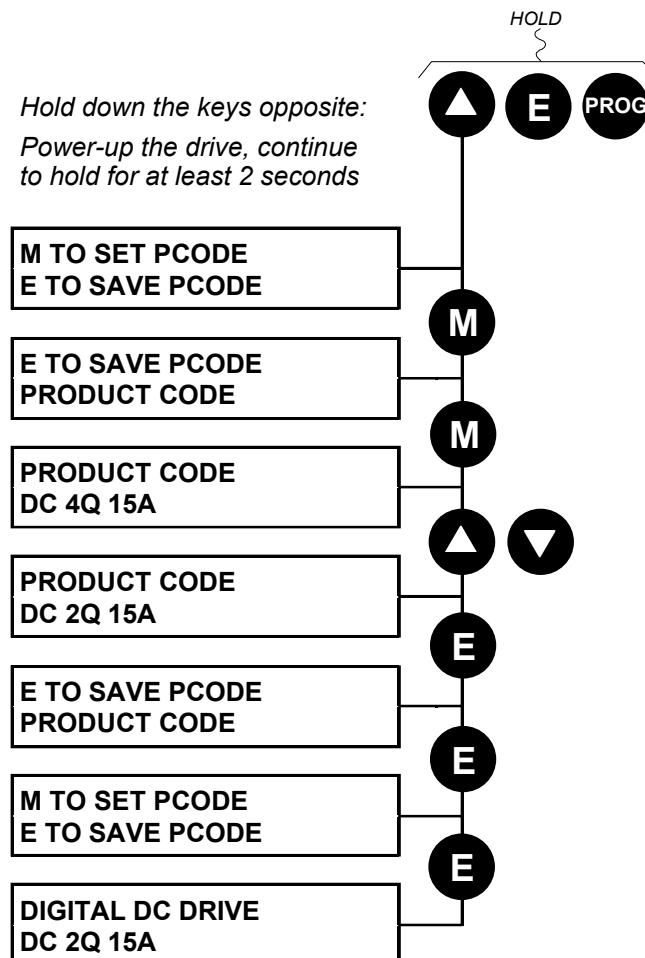 HOLD
Hold down the keys opposite:
E
PROG
Power-up the drive, continue
to hold for at least 2 seconds
M TO SET PCODE
E TO SAVE PCODE
M
E TO SAVE PCODE
PRODUCT CODE
M
PRODUCT CODE
DC 4Q 15A
PRODUCT CODE
DC 2Q 15A
E
E TO SAVE PCODE
PRODUCT CODE
E
M TO SET PCODE
E TO SAVE PCODE
E
DIGITAL DC DRIVE
DC 2Q 15A